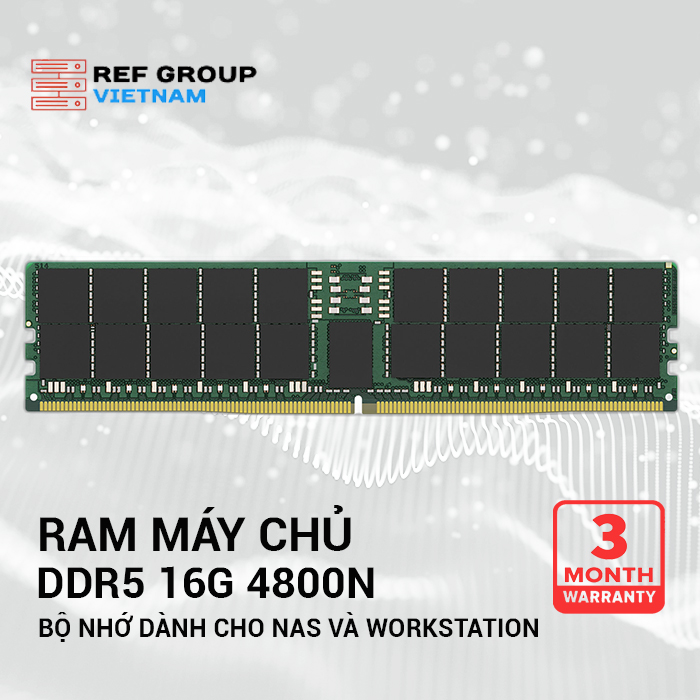 REF GROUP
VIETNAM
RAM MÁY CHỦ
DDR5 16G 4800N
BỘ NHỚ DÀNH CHO NAS VÀ WORKSTATION
3
MONTH
WARRANTY